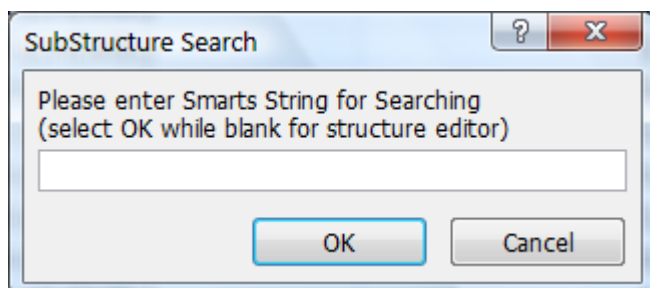 SubStructure Search
?
X
Please enter Smarts String for Searching
(select OK while blank for structure editor)
OK
Cancel